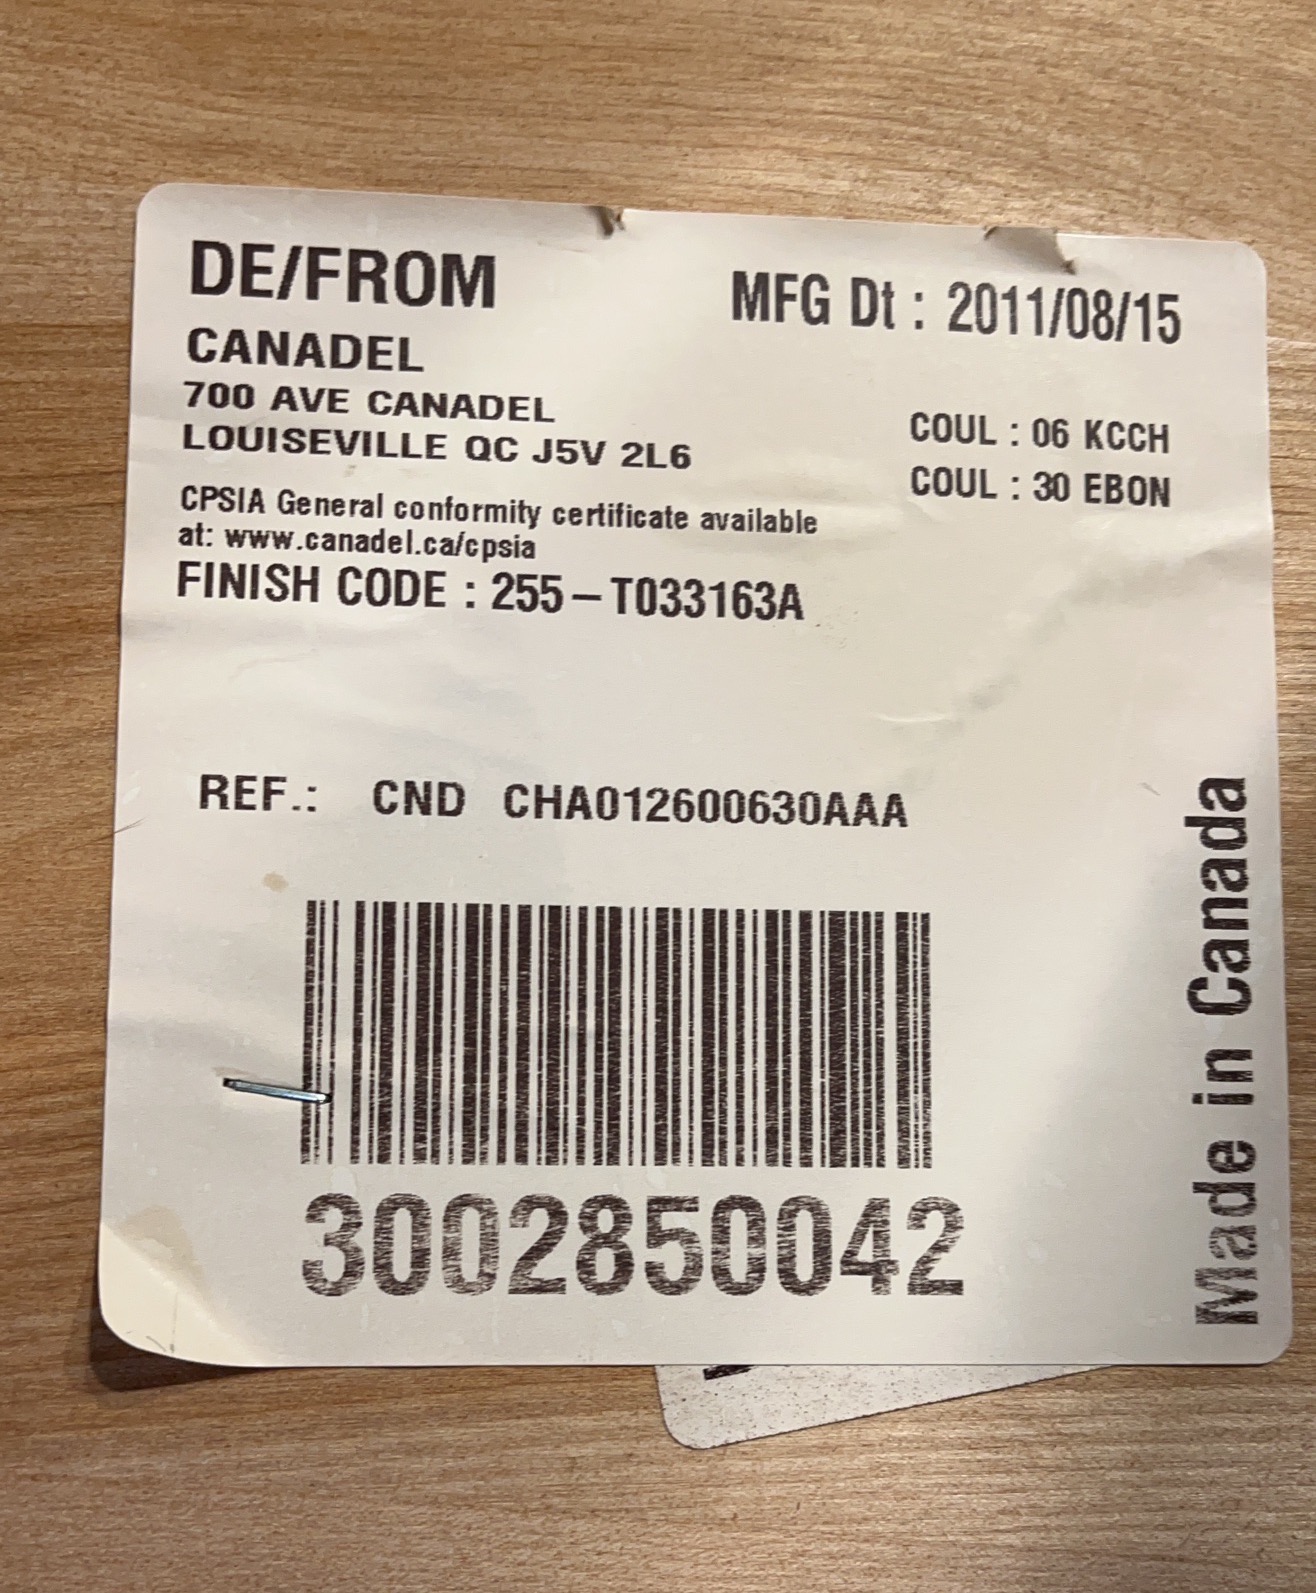 DE/FROM
MFG Dt : 2011/08/15
CANADEL
700 AVE CANADEL
LOUISEVILLE QC J5V 2L6
COUL : 06 KCCH
COUL : 30 EBON
CPSIA General conformity certificate available
at: www.canadel.ca/cpsia
FINISH CODE : 255-T033163A
REF.: CND CHA012600630AAA
3002850042
Made in Canada